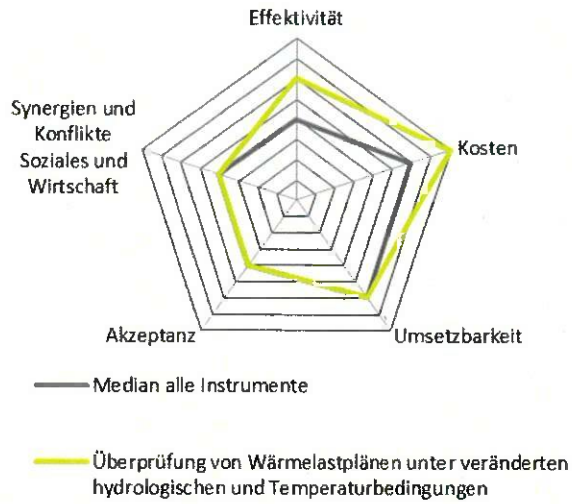 Effektivität
Synergien und
Konflikte
Soziales und
Wirtschaft
Kosten
Akzeptanz
Umsetzbarkeit
Median alle Instrumente
Überprüfung von Wärmelastplänen unter veränderten
hydrologischen und Temperaturbedingungen